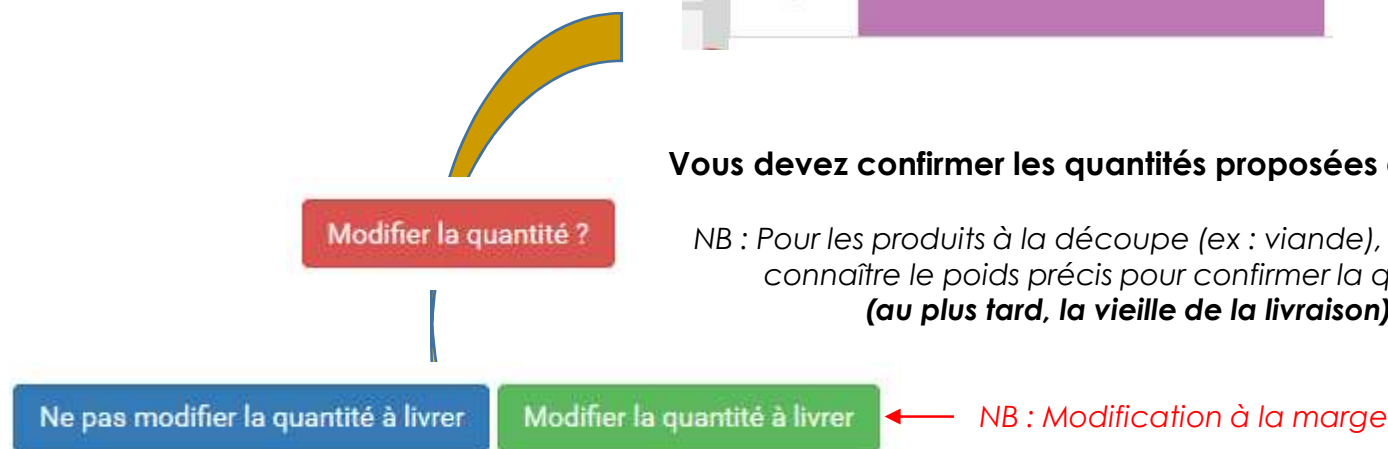 Vous devez confirmer les quantités proposées
Modifier la quantité ?
NB : Pour les produits à la découpe (ex : viande),
connaître le poids précis pour confirmer la
(au plus tard, la vieille de la livraison)
Ne pas modifier la quantité à livrer
Modifier la quantité à livrer
NB : Modification à la marge